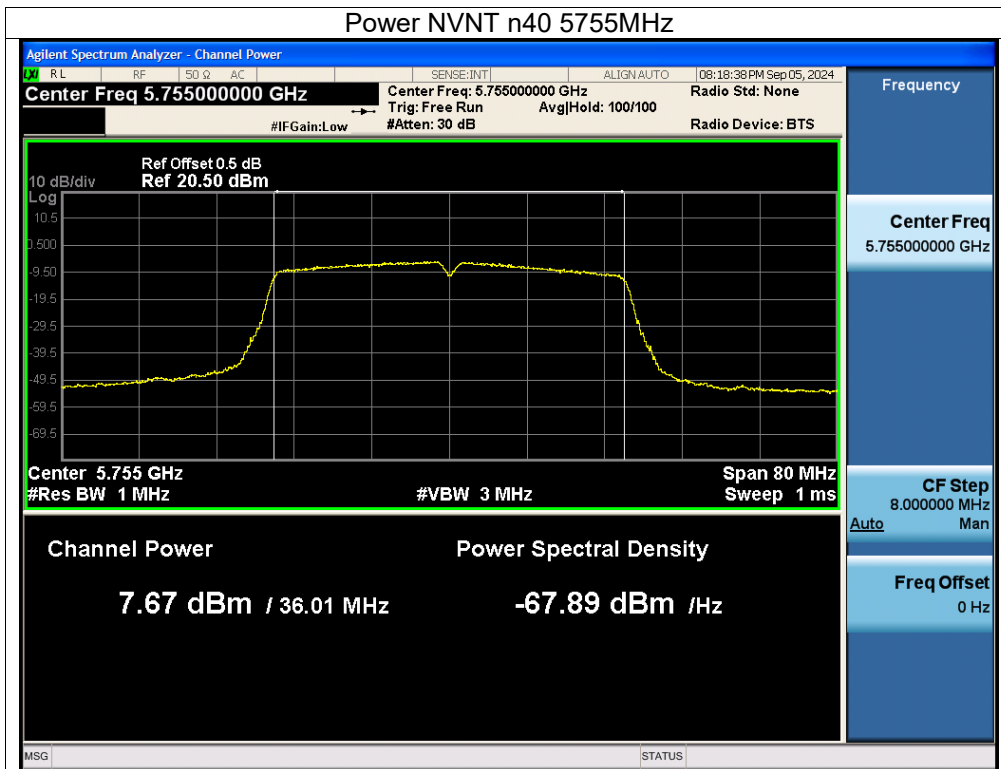 Power NVNT n40 5755MHz
Agilent Spectrum Analyzer - Channel Power
LXI RL RF 50 Ω AC SENSE:INT ALIGN AUTO 08:18:38 PM Sep 05, 2024
Center Freq 5.755000000 GHz
#IFGain:Low
Center Freq: 5.755000000 GHz
Trig: Free Run Avg|Hold: 100/100
#Atten: 30 dB
Radio Std: None
Radio Device: BTS
Ref Offset 0.5 dB
10 dB/div Ref 20.50 dBm
Log
10.5
0.500
-9.50
-19.5
-29.5
-39.5
-49.5
-59.5
-69.5
Center 5.755 GHz Span 80 MHz
#Res BW 1 MHz #VBW 3 MHz Sweep 1 ms
Channel Power Power Spectral Density
7.67 dBm / 36.01 MHz -67.89 dBm /Hz
Frequency
Center Freq
5.755000000 GHz
CF Step
8.000000 MHz
Auto Man
Freq Offset
0 Hz
MSG STATUS